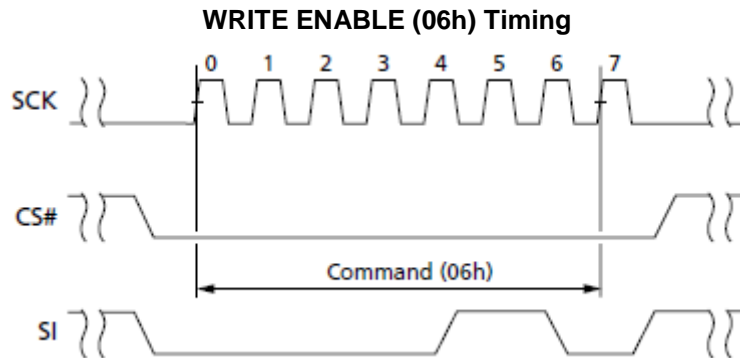 WRITE ENABLE (06h) Timing
0 1 2 3 4 5 6 7
SCK
CS#
Command (06h)
SI